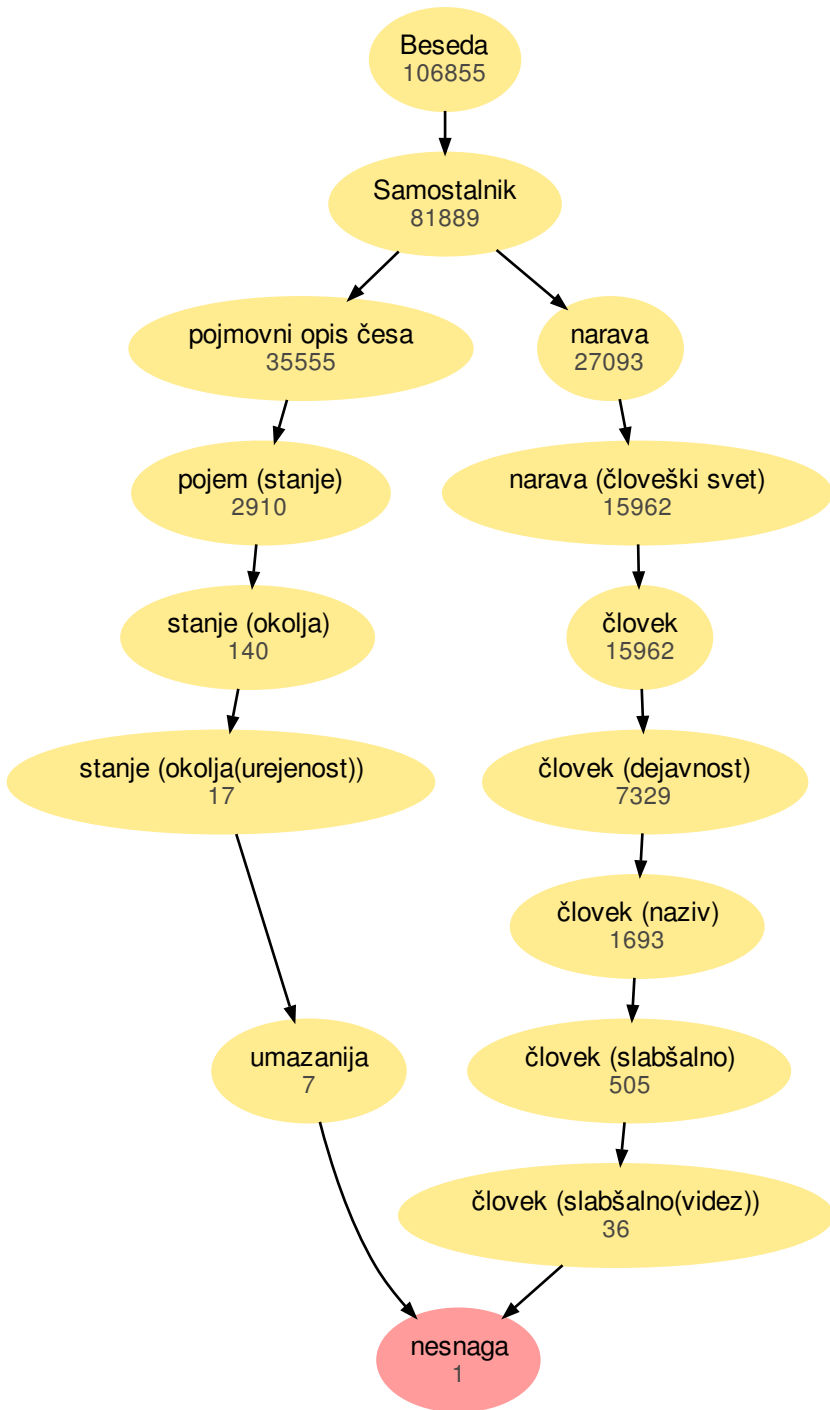 Beseda
106855
Samostalnik
81889
pojmovni opis česa
35555
narava
27093
pojem (stanje)
2910
narava (človeški svet)
15962
stanje (okolja)
140
človek
15962
stanje (okolja(urejenost))
17
človek (dejavnost)
7329
človek (naziv)
1693
umazanija
7
človek (slabšalno)
505
človek (slabšalno(videz))
36
nesnaga
1